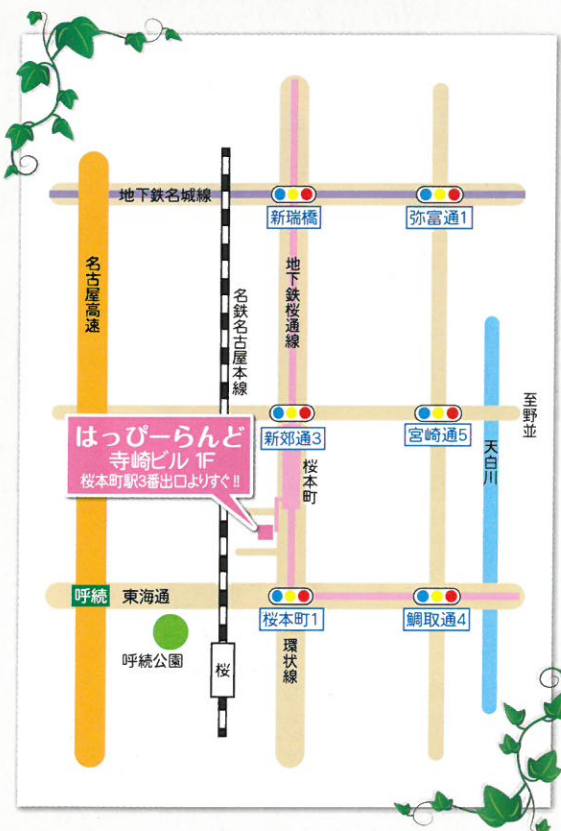 地下鉄名城線
新瑞橋
弥富通1
名古屋高速
名鉄名古屋本線
地下鉄桜通線
至野並
天白川
はっぴーらんど
寺崎ビル 1F
桜本町駅3番出口よりすぐ!!
新郊通3
宮崎通5
桜本町
呼続
東海通
桜本町1
鯛取通4
呼続公園
桜
環状線